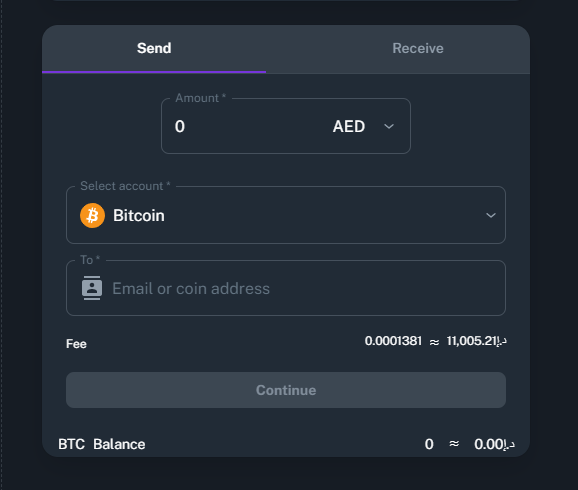 Send Receive
Amount *
0 AED
Select account *
Bitcoin
To *
Email or coin address
Fee 0.0001381 ≈ 11,005.21د.إ
Continue
BTC Balance 0 ≈ 0.00د.إ